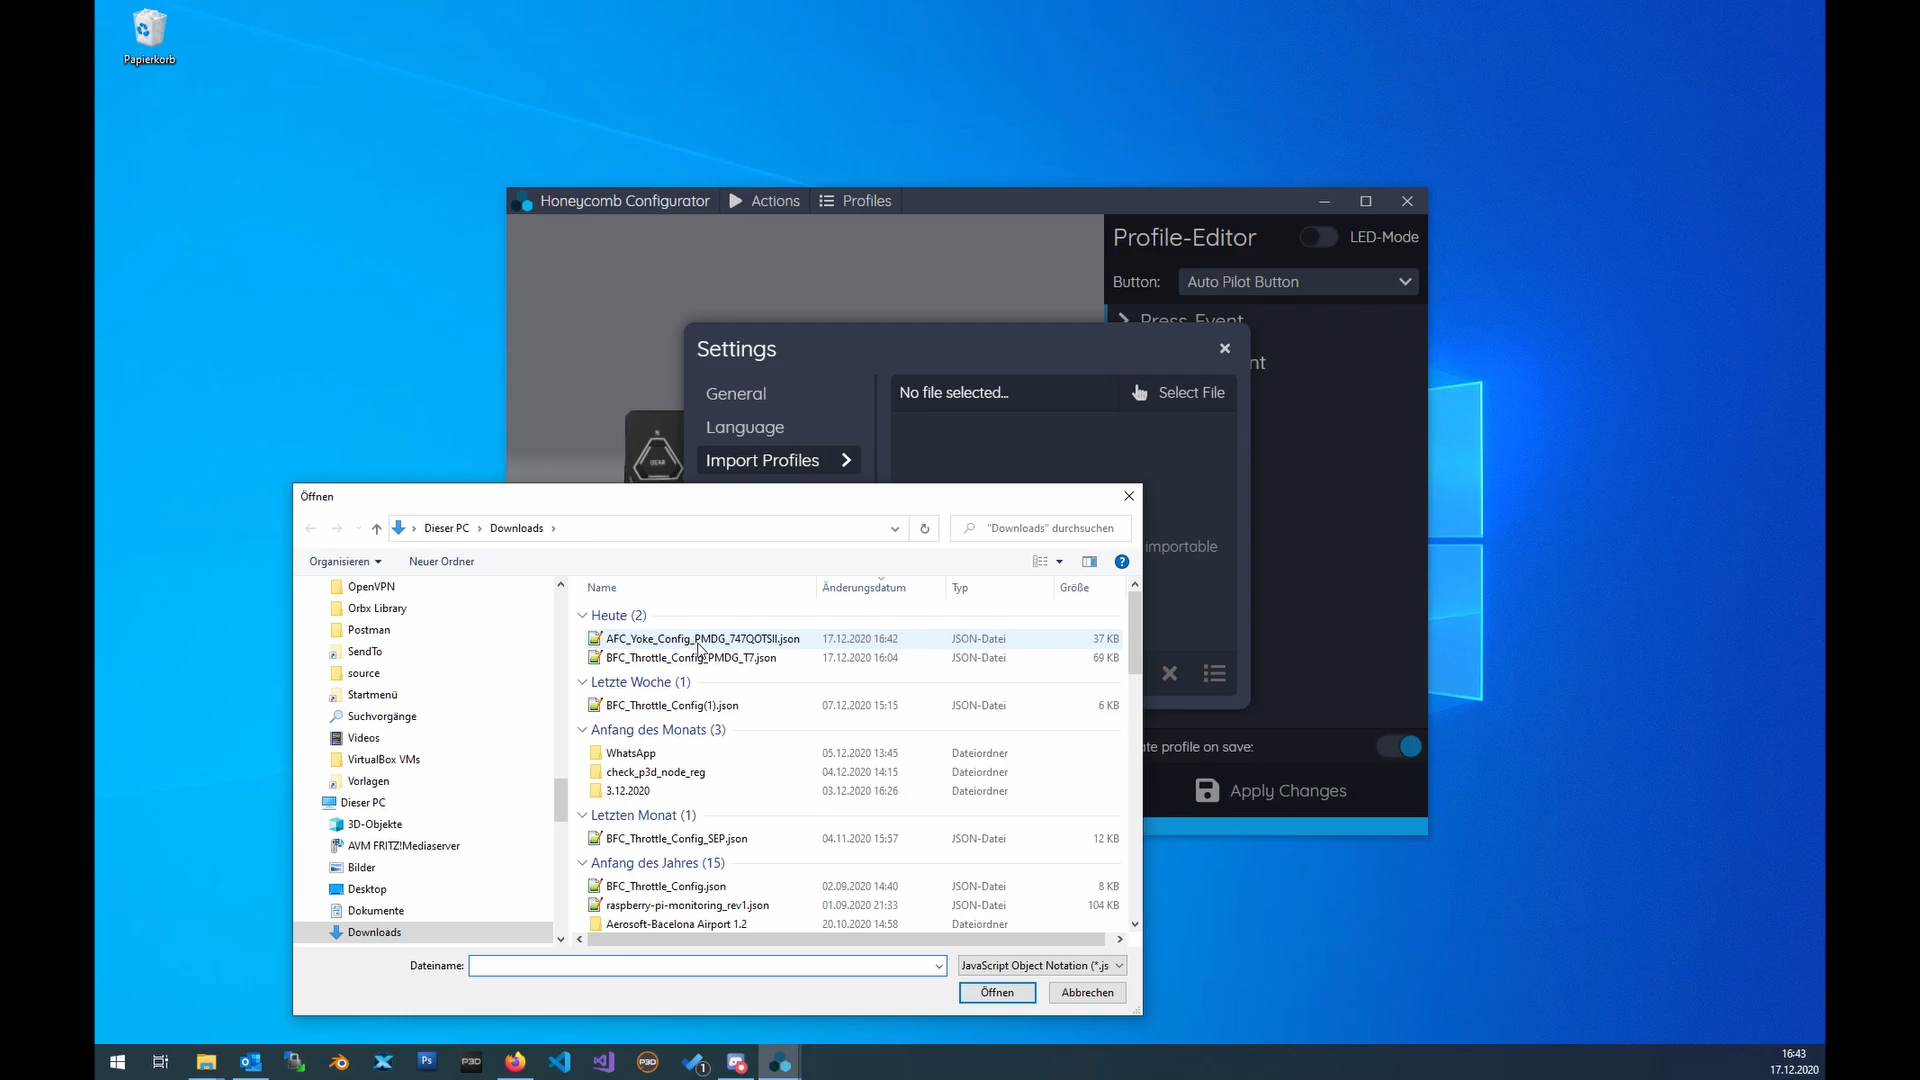 Papierkorb
Honeycomb Configurator
Actions
Profiles
Profile-Editor
LED-Mode
Button:
Auto Pilot Button
Press Event
nt
Settings
General
Language
Import Profiles
No file selected...
Select File
importable
te profile on save:
Apply Changes
N
GEAR
Öffnen
Dieser PC
Downloads
"Downloads" durchsuchen
Organisieren
Neuer Ordner
OpenVPN
Orbx Library
Postman
SendTo
source
Startmenü
Suchvorgänge
Videos
VirtualBox VMs
Vorlagen
Dieser PC
3D-Objekte
AVM FRITZ!Mediaserver
Bilder
Desktop
Dokumente
Downloads
Name Änderungsdatum Typ Größe
Heute (2)
AFC_Yoke_Config_PMDG_747QOTSII.json 17.12.2020 16:42 JSON-Datei 37 KB
BFC_Throttle_Config_PMDG_T7.json 17.12.2020 16:04 JSON-Datei 69 KB
Letzte Woche (1)
BFC_Throttle_Config(1).json 07.12.2020 15:15 JSON-Datei 6 KB
Anfang des Monats (3)
WhatsApp 05.12.2020 13:45 Dateiordner
check_p3d_node_reg 04.12.2020 14:15 Dateiordner
3.12.2020 03.12.2020 16:26 Dateiordner
Letzten Monat (1)
BFC_Throttle_Config_SEP.json 04.11.2020 15:57 JSON-Datei 12 KB
Anfang des Jahres (15)
BFC_Throttle_Config.json 02.09.2020 14:40 JSON-Datei 8 KB
raspberry-pi-monitoring_rev1.json 01.09.2020 21:33 JSON-Datei 104 KB
Aerosoft-Bacelona Airport 1.2 20.10.2020 14:58 Dateiordner
Dateiname:
JavaScript Object Notation (*.js
Öffnen
Abbrechen
Ps
P3D
P3D
1
16:43
17.12.2020